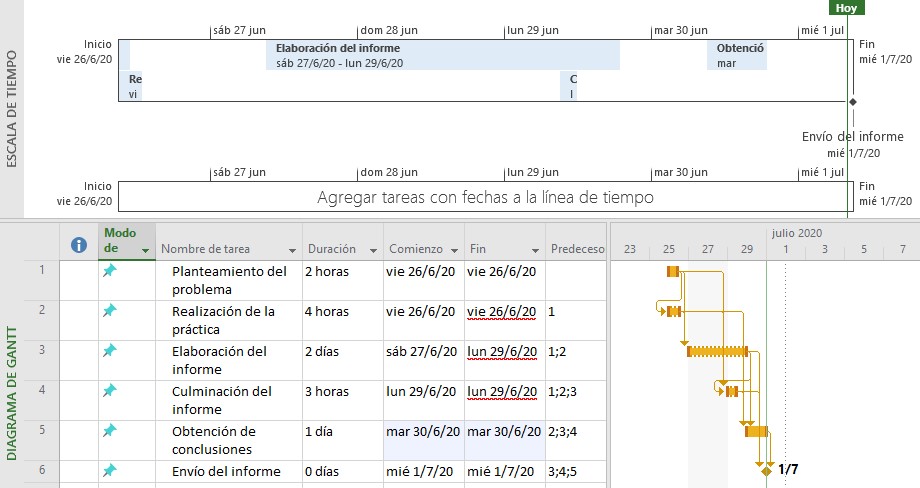 Hoy
sáb 27 jun dom 28 jun lun 29 jun mar 30 jun mié 1 jul
Inicio
vie 26/6/20
Elaboración del informe
sáb 27/6/20 - lun 29/6/20
Obtenció
mar
Fin
mié 1/7/20
Re
vi
C
l
Envío del informe
mié 1/7/20
ESCALA DE TIEMPO
sáb 27 jun dom 28 jun lun 29 jun mar 30 jun mié 1 jul
Inicio
vie 26/6/20
Agregar tareas con fechas a la línea de tiempo
Fin
mié 1/7/20
DIAGRAMA DE GANTT
Modo de Nombre de tarea Duración Comienzo Fin Predeceso
julio 2020
23 25 27 29 1 3 5 7
1 Planteamiento del problema 2 horas vie 26/6/20 vie 26/6/20
2 Realización de la práctica 4 horas vie 26/6/20 vie 26/6/20 1
3 Elaboración del informe 2 días sáb 27/6/20 lun 29/6/20 1;2
4 Culminación del informe 3 horas lun 29/6/20 lun 29/6/20 1;2;3
5 Obtención de conclusiones 1 día mar 30/6/20 mar 30/6/20 2;3;4
6 Envío del informe 0 días mié 1/7/20 mié 1/7/20 3;4;5
1/7